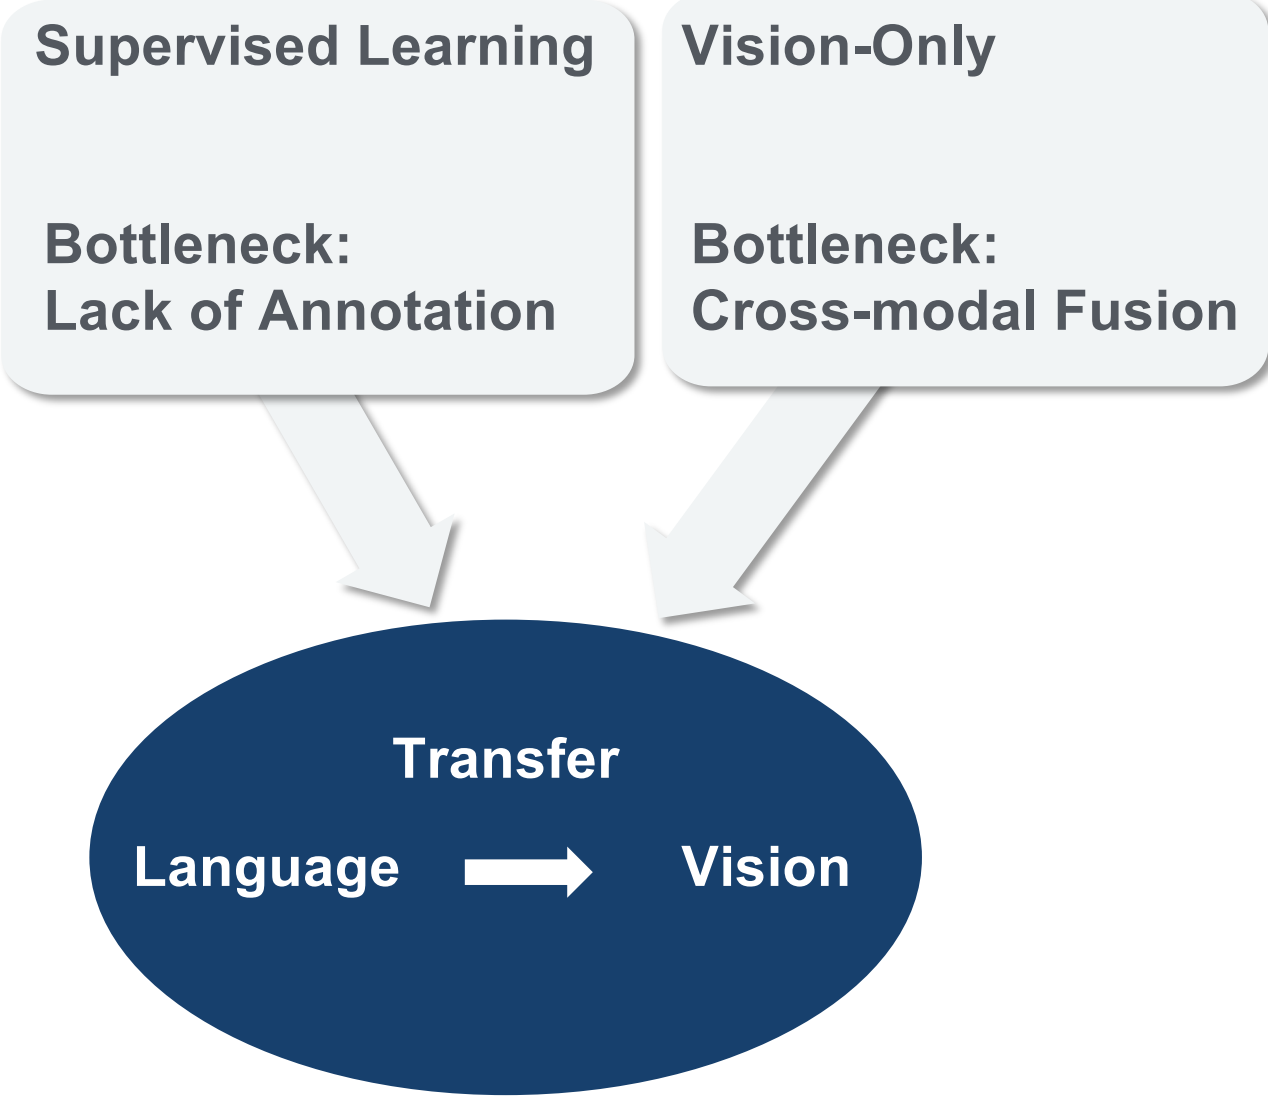 Supervised Learning
Bottleneck:
Lack of Annotation
Vision-Only
Bottleneck:
Cross-modal Fusion
Transfer
Language
Vision